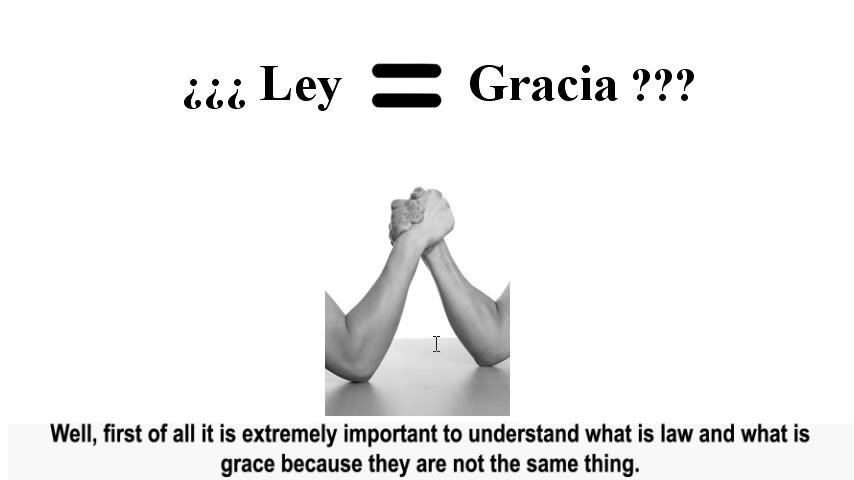 ¿¿¿ Ley = Gracia ???
Well, first of all it is extremely important to understand what is law and what is
grace because they are not the same thing.